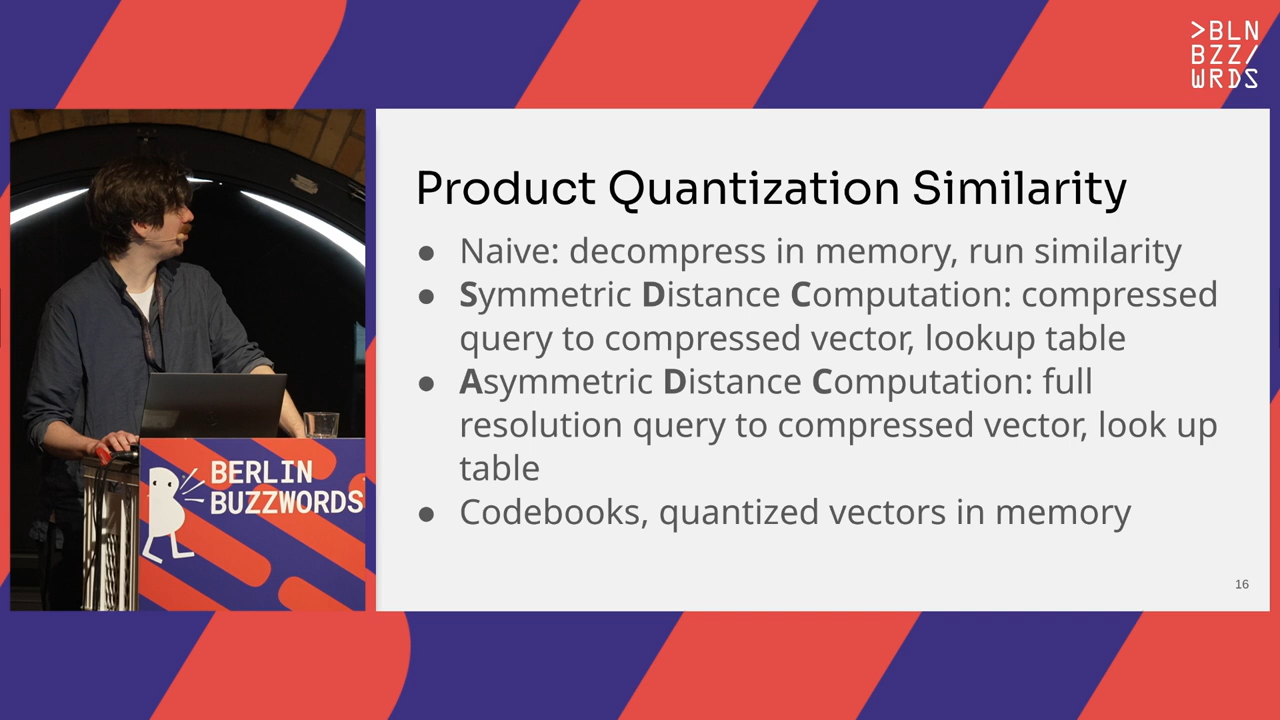 >BLN
BZZ/
WRDS
Product Quantization Similarity
● Naive: decompress in memory, run similarity
● Symmetric Distance Computation: compressed
query to compressed vector, lookup table
● Asymmetric Distance Computation: full
resolution query to compressed vector, look up
table
● Codebooks, quantized vectors in memory
16
BERLIN
BUZZWORDS